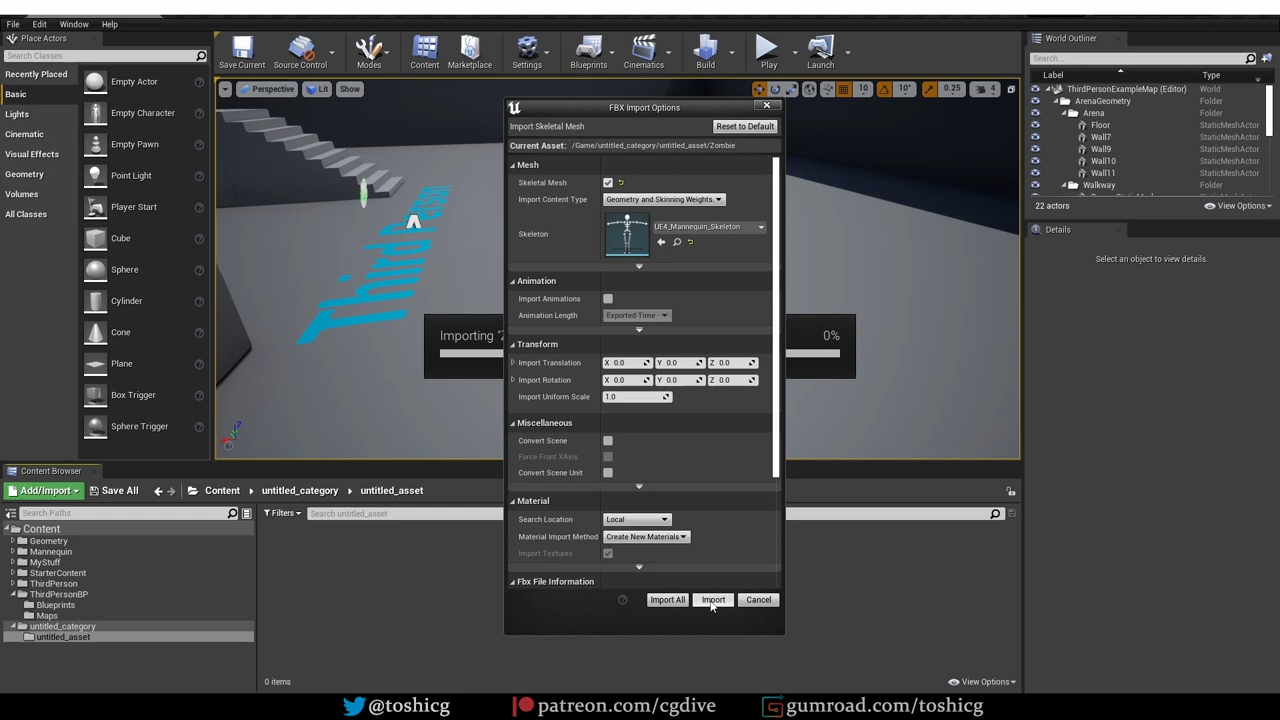 File Edit Window Help
Place Actors
Search Classes
Recently Placed
Basic
Lights
Cinematic
Visual Effects
Geometry
Volumes
All Classes
Empty Actor
Empty Character
Empty Pawn
Point Light
Player Start
Cube
Sphere
Cylinder
Cone
Plane
Box Trigger
Sphere Trigger
Save Current
Source Control
Modes
Content
Marketplace
Settings
Blueprints
Cinematics
Build
Play
Launch
Perspective Lit Show
10 10° 0.25 4
Importing "Z
0%
FBX Import Options
Import Skeletal Mesh
Reset to Default
Current Asset: /Game/untitled_category/untitled_asset/Zombie
Mesh
Skeletal Mesh
Import Content Type Geometry and Skinning Weights.
Skeleton UE4_Mannequin_Skeleton
Animation
Import Animations
Animation Length Exported Time
Transform
Import Translation X 0.0 Y 0.0 Z 0.0
Import Rotation X 0.0 Y 0.0 Z 0.0
Import Uniform Scale 1.0
Miscellaneous
Convert Scene
Force Front XAxis
Convert Scene Unit
Material
Search Location Local
Material Import Method Create New Materials
Import Textures
Fbx File Information
Import All Import Cancel
World Outliner
Search...
Label Type
ThirdPersonExampleMap (Editor) World
ArenaGeometry Folder
Arena Folder
Floor StaticMeshActor
Wall7 StaticMeshActor
Wall9 StaticMeshActor
Wall10 StaticMeshActor
Wall11 StaticMeshActor
Walkway Folder
22 actors View Options
Details
Select an object to view details.
Content Browser
Add/Import Save All Content untitled_category untitled_asset
Search Paths
Filters Search untitled_asset
Content
Geometry
Mannequin
MyStuff
StarterContent
ThirdPerson
ThirdPersonBP
Blueprints
Maps
untitled_category
untitled_asset
0 items View Options
@toshicg patreon.com/cgdive gumroad.com/toshicg